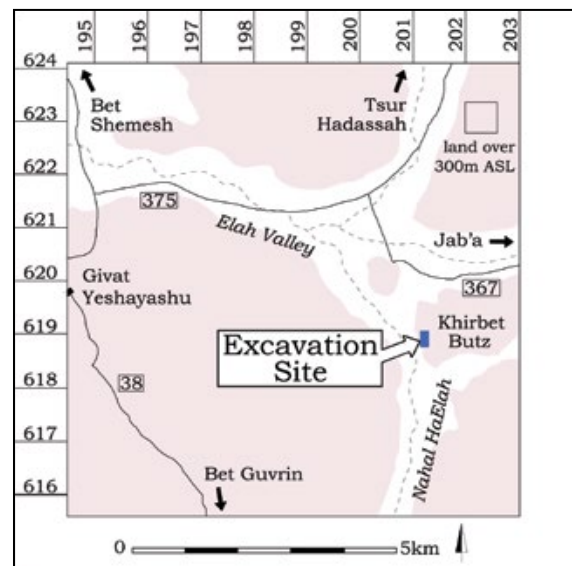 195 196 197 198 199 200 201 202 203
624
623
622
621
620
619
618
617
616
Bet
Shemesh
Tsur
Hadassah
land over
300m ASL
375
Elah Valley
Jab'a
367
Givat
Yeshayashu
Khirbet
Butz
Excavation
Site
38
Nahal HaElah
Bet Guvrin
0 5km